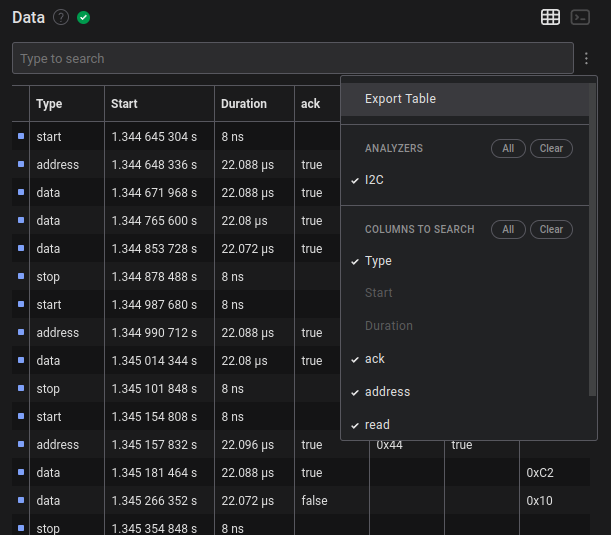 Data ?
Type to search
Export Table
Type Start Duration ack
ANALYZERS All Clear
I2C
COLUMNS TO SEARCH All Clear
Type
Start
Duration
ack
address
read
start 1.344 645 304 s 8 ns
address 1.344 648 336 s 22.088 µs true
data 1.344 671 968 s 22.088 µs true
data 1.344 765 600 s 22.08 µs true
data 1.344 853 728 s 22.072 µs true
stop 1.344 878 488 s 8 ns
start 1.344 987 680 s 8 ns
address 1.344 990 712 s 22.088 µs true
data 1.345 014 344 s 22.08 µs true
stop 1.345 101 848 s 8 ns
start 1.345 154 808 s 8 ns
address 1.345 157 832 s 22.096 µs true 0x44 true
data 1.345 181 464 s 22.088 µs true 0xC2
data 1.345 266 352 s 22.072 µs false 0x10
stop 1.345 354 848 s 8 ns